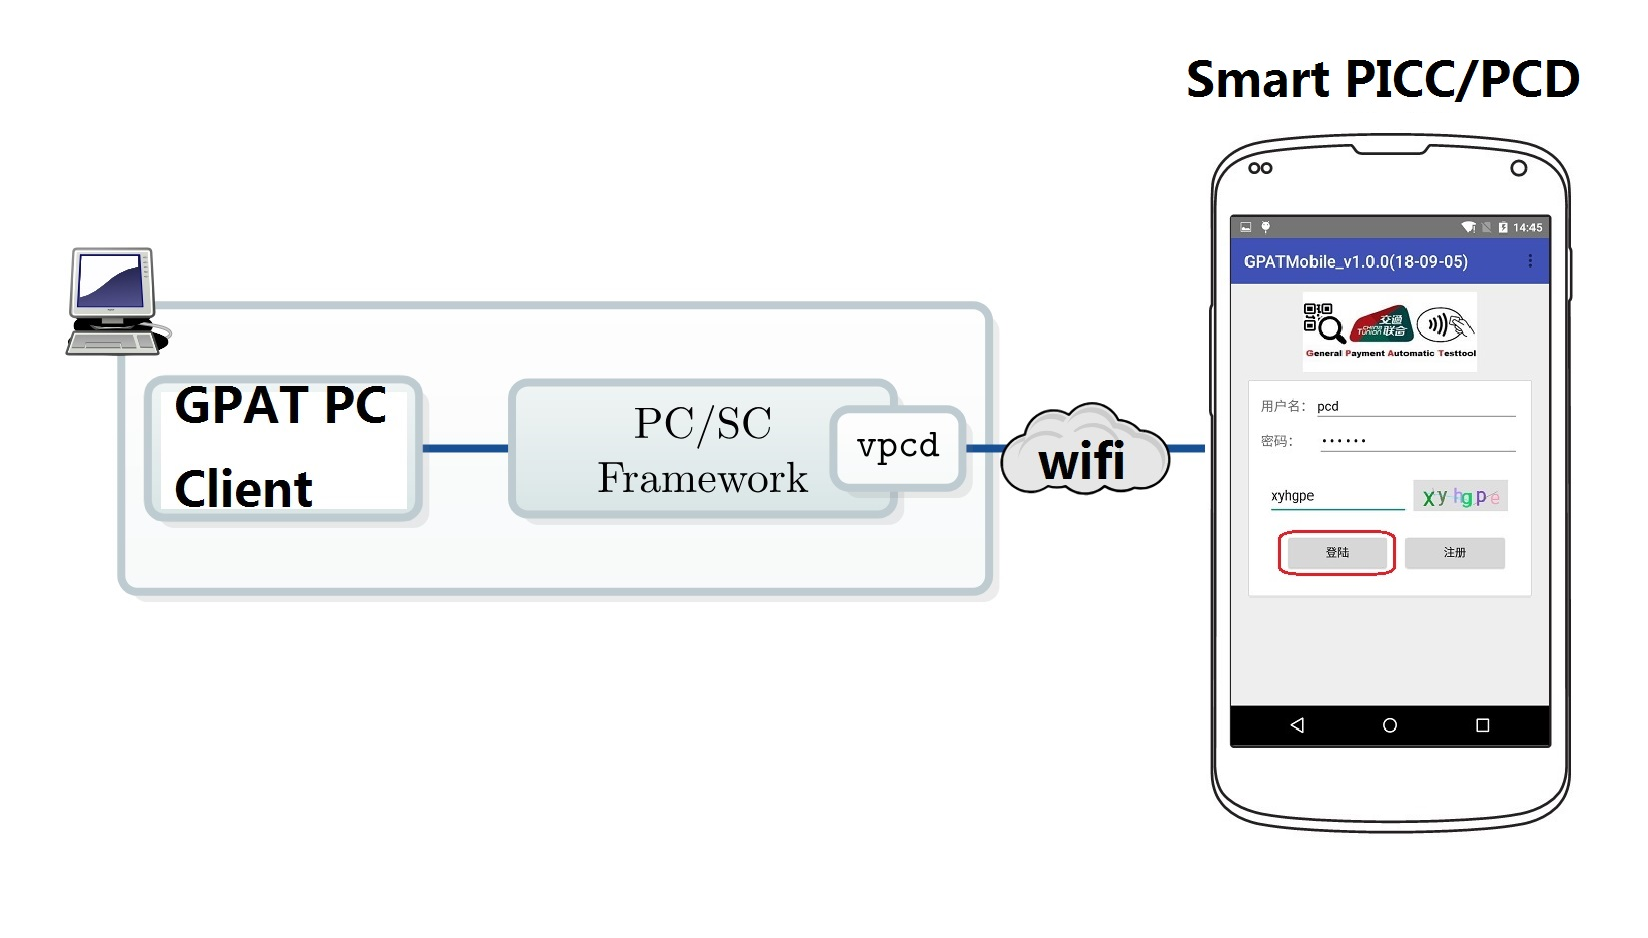 Smart PICC/PCD
14:45
GPATMobile_v1.0.0(18-09-05)
交通
CHINA
TUNION 联合
General Payment Automatic Testtool
用户名: pcd
密码: ••••••
xyhgpe
xyhgpe
登陆
注册
GPAT PC
Client
PC/SC
Framework
vpcd
wifi